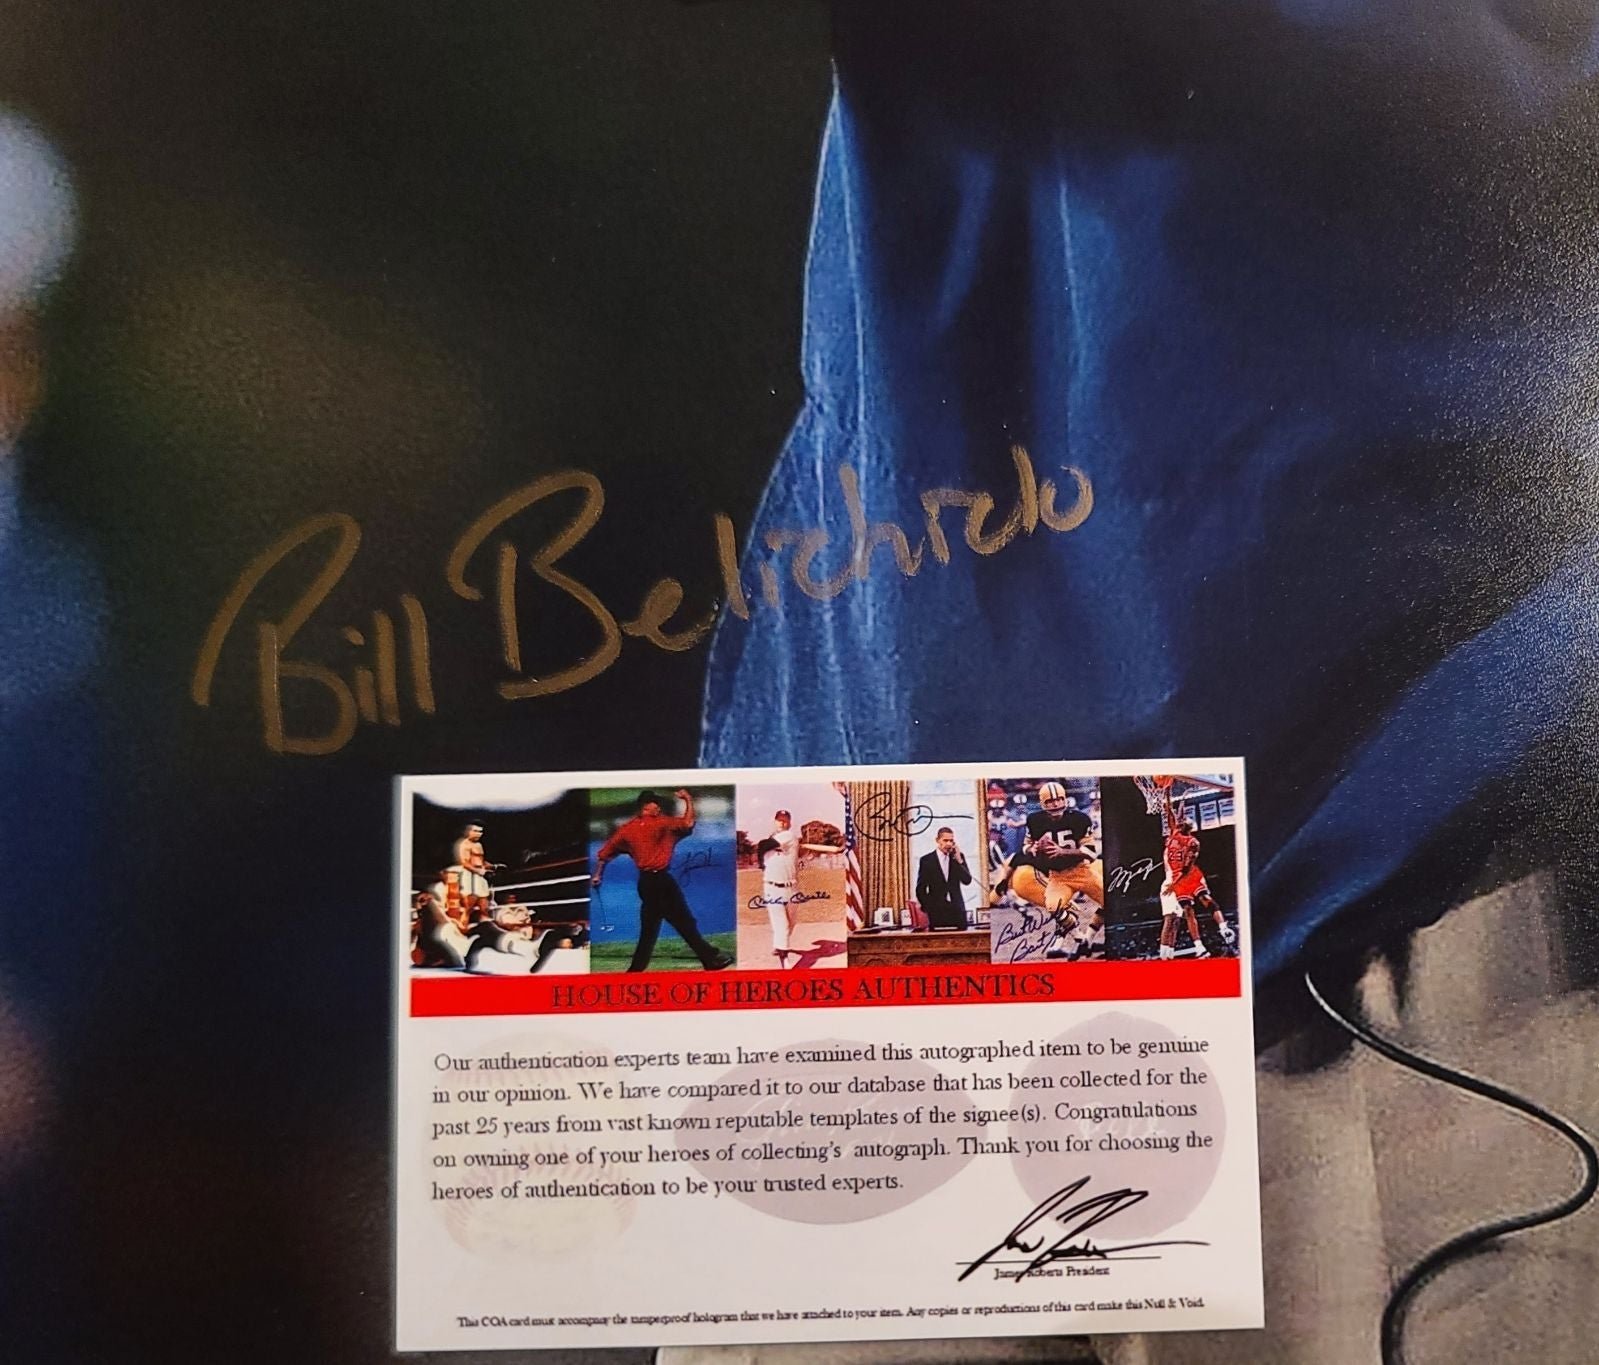 Bill Belichick
HOUSE OF HEROES AUTHENTICS
Our authentication experts team have examined this autographed item to be genuine
in our opinion. We have compared it to our database that has been collected for the
past 25 years from vast known reputable templates of the signee(s). Congratulations
on owning one of your heroes of collecting's autograph. Thank you for choosing the
heroes of authentication to be your trusted experts.
James Roberts President
This COA card must accompany the tamperproof hologram that we have attached to your item. Any copies or reproductions of this card make this Null & Void.